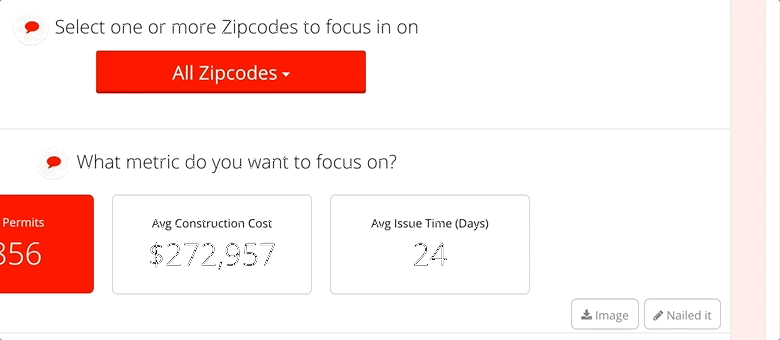 Select one or more Zipcodes to focus in on
All Zipcodes
What metric do you want to focus on?
Permits
Avg Construction Cost
Avg Issue Time (Days)
856
$272,957
24
Image
Nailed it